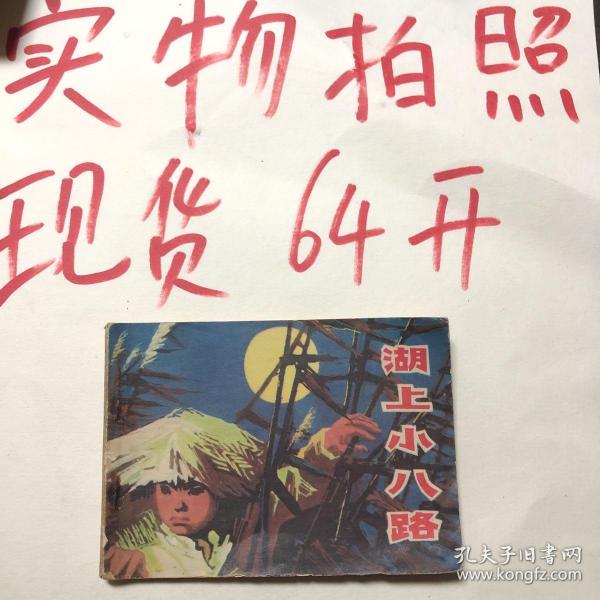 实物拍照
现货 64开
湖上小八路
孔夫子旧书网
www.kongfz.com